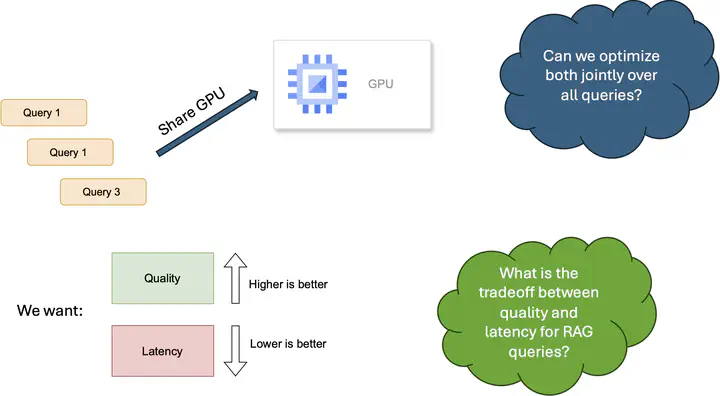 Query 1
Query 1
Query 3
Share GPU
GPU
Can we optimize
both jointly over
all queries?
We want:
Quality
Higher is better
Latency
Lower is better
What is the
tradeoff between
quality and
latency for RAG
queries?